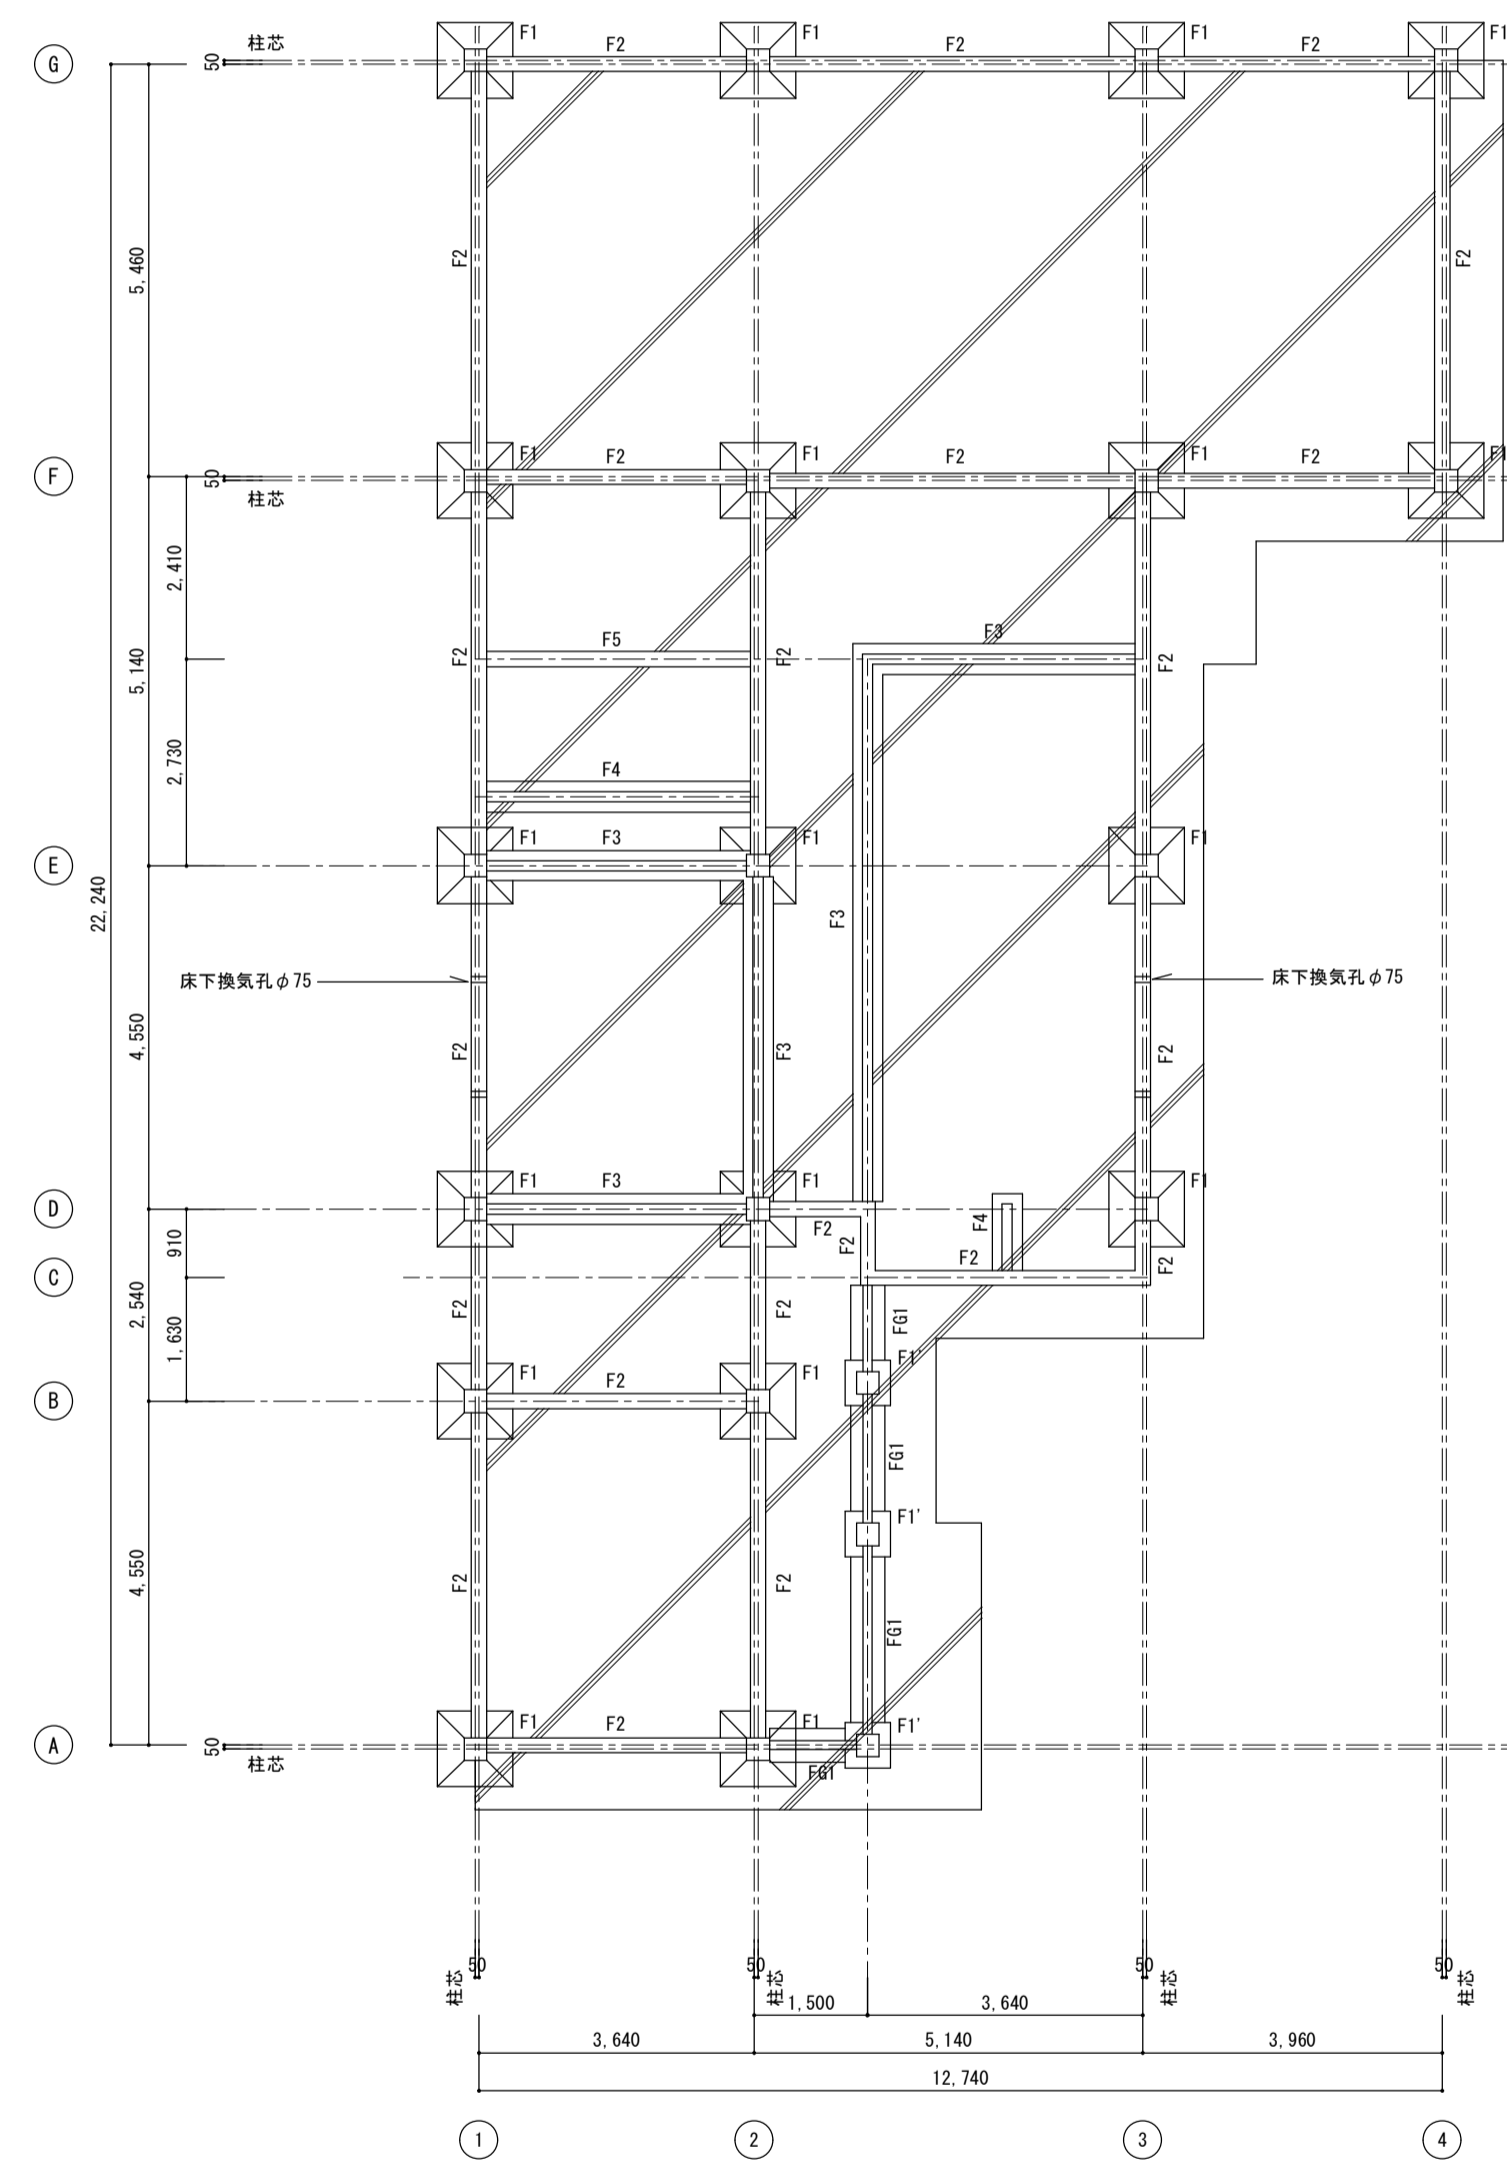 F1 F1 F1 F1
柱芯 F2 F2 F2
G 50
5,460 F2 F2
F1 F1 F1 F1
F2 F2 F2
F 50
柱芯
2,410
F3
F5
5,140 F2 F2 F2
2,730
F4
F1 F3 F1 F1
E
22,240
F3
床下換気孔φ75 床下換気孔φ75
4,550 F2 F3 F2
F1 F3 F1 F1
D
910 F2 F2 F4 F2 F2
C
2,540 F2 F2 FG1
1,630
F1 F1 F1'
F2
B
FG1
F1'
4,550 F2 F2
FG1
F1 F2 F1 F1'
A 50
柱芯 FG1
50 50 50 50
柱芯 柱芯 柱芯 柱芯
1,500 3,640
3,640 5,140 3,960
12,740
1 2 3 4